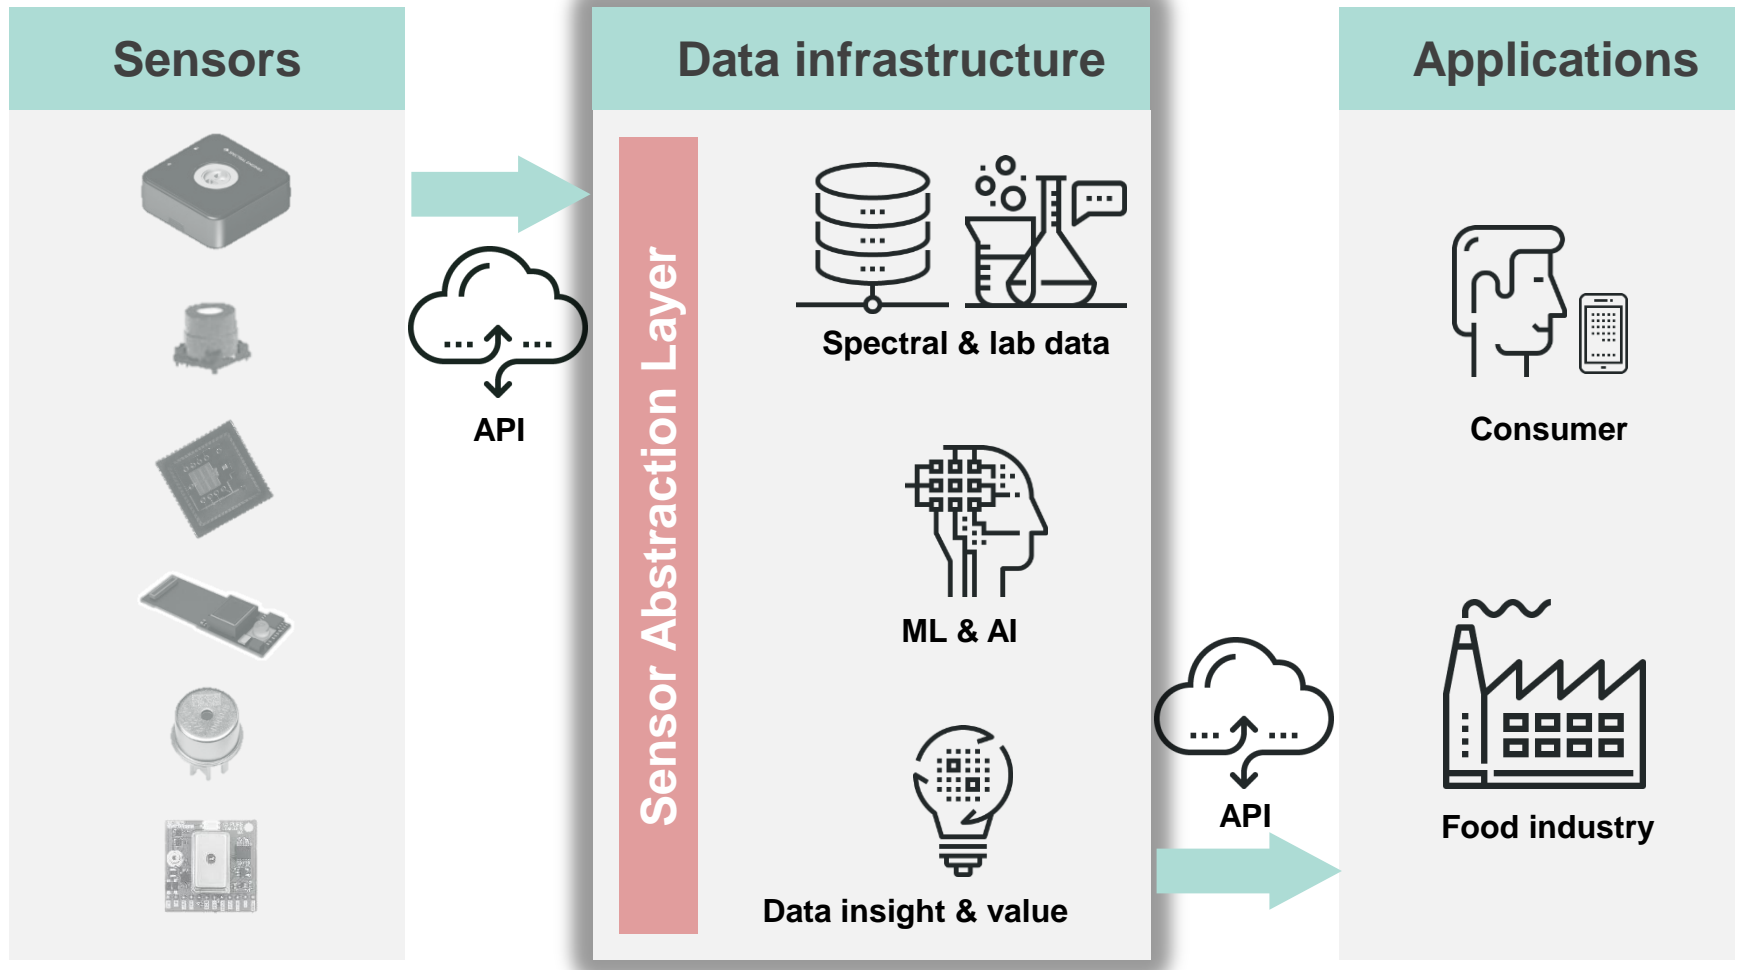 Sensors
Data infrastructure
Applications
Sensor Abstraction Layer
API
Spectral & lab data
ML & AI
Data insight & value
API
Consumer
Food industry